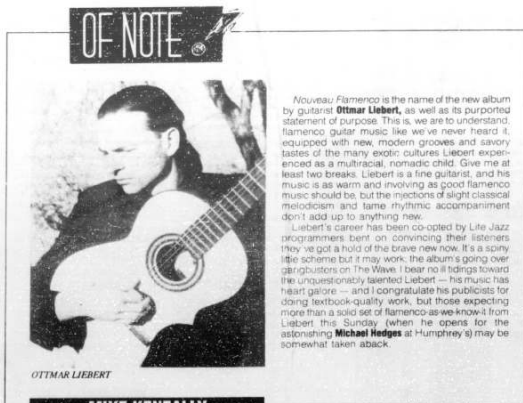 OF NOTE
Nouveau Flamenco is the name of the new album
by guitarist Ottmar Liebert, as well as its purported
statement of purpose. This is, we are to understand,
flamenco guitar music like we've never heard it,
equipped with new, modern grooves and savory
tastes of the many exotic cultures Liebert experi-
enced as a multiracial, nomadic child. Give me at
least two breaks. Liebert is a fine guitarist, and his
music is as warm and involving as good flamenco
music should be, but the injections of slight classical
melodicism and tame rhythmic accompaniment
don't add up to anything new.
Liebert's career has been co-opted by Lite Jazz
programmers bent on convincing their listeners
they've got a hold of the brave new now. It's a spiny
little scheme but it may work: the album's going over
gangbusters on The Wave. I bear no ill tidings toward
the unquestionably talented Liebert — his music has
heart galore — and I congratulate his publicists for
doing textbook-quality work, but those expecting
more than a solid set of flamenco-as-we-know-it from
Liebert this Sunday (when he opens for the
astonishing Michael Hedges at Humphrey's) may be
somewhat taken aback.
OTTMAR LIEBERT